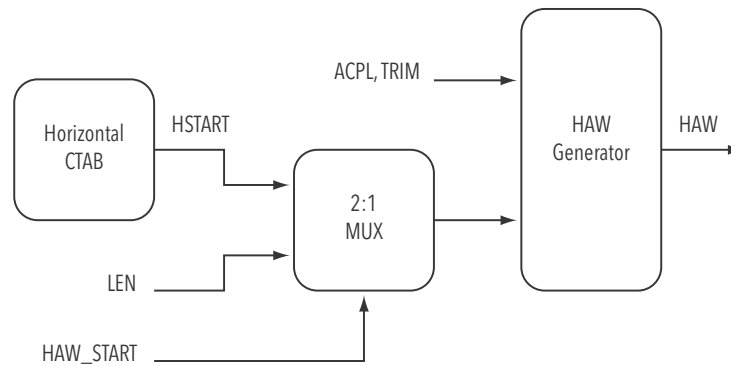 ACPL, TRIM
Horizontal
CTAB
HSTART
HAW
Generator
HAW
2:1
MUX
LEN
HAW_START